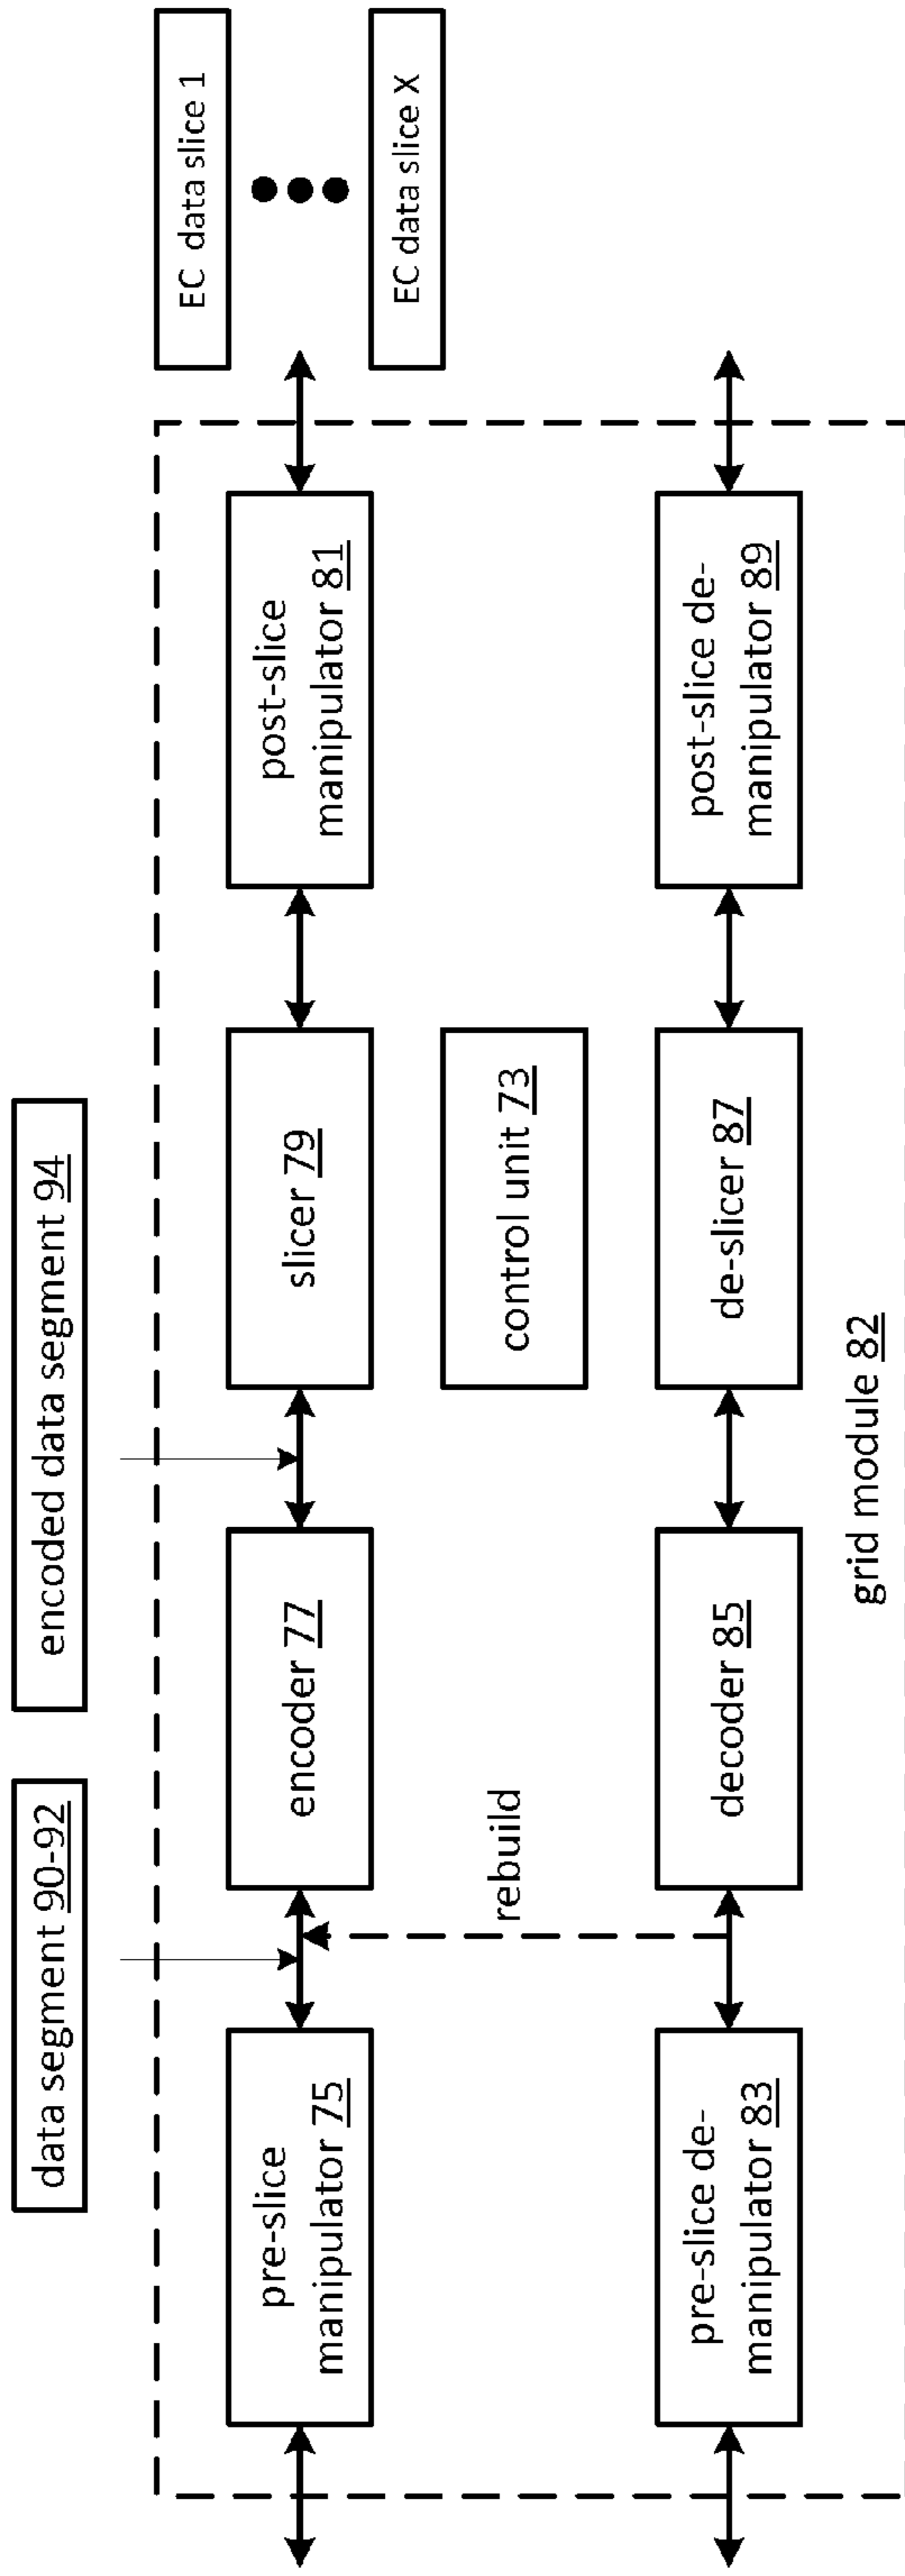 data segment 90-92
encoded data segment 94
EC data slice 1
EC data slice X
pre-slice
manipulator 75
encoder 77
slicer 79
post-slice
manipulator 81
rebuild
control unit 73
pre-slice de-
manipulator 83
decoder 85
de-slicer 87
post-slice de-
manipulator 89
grid module 82